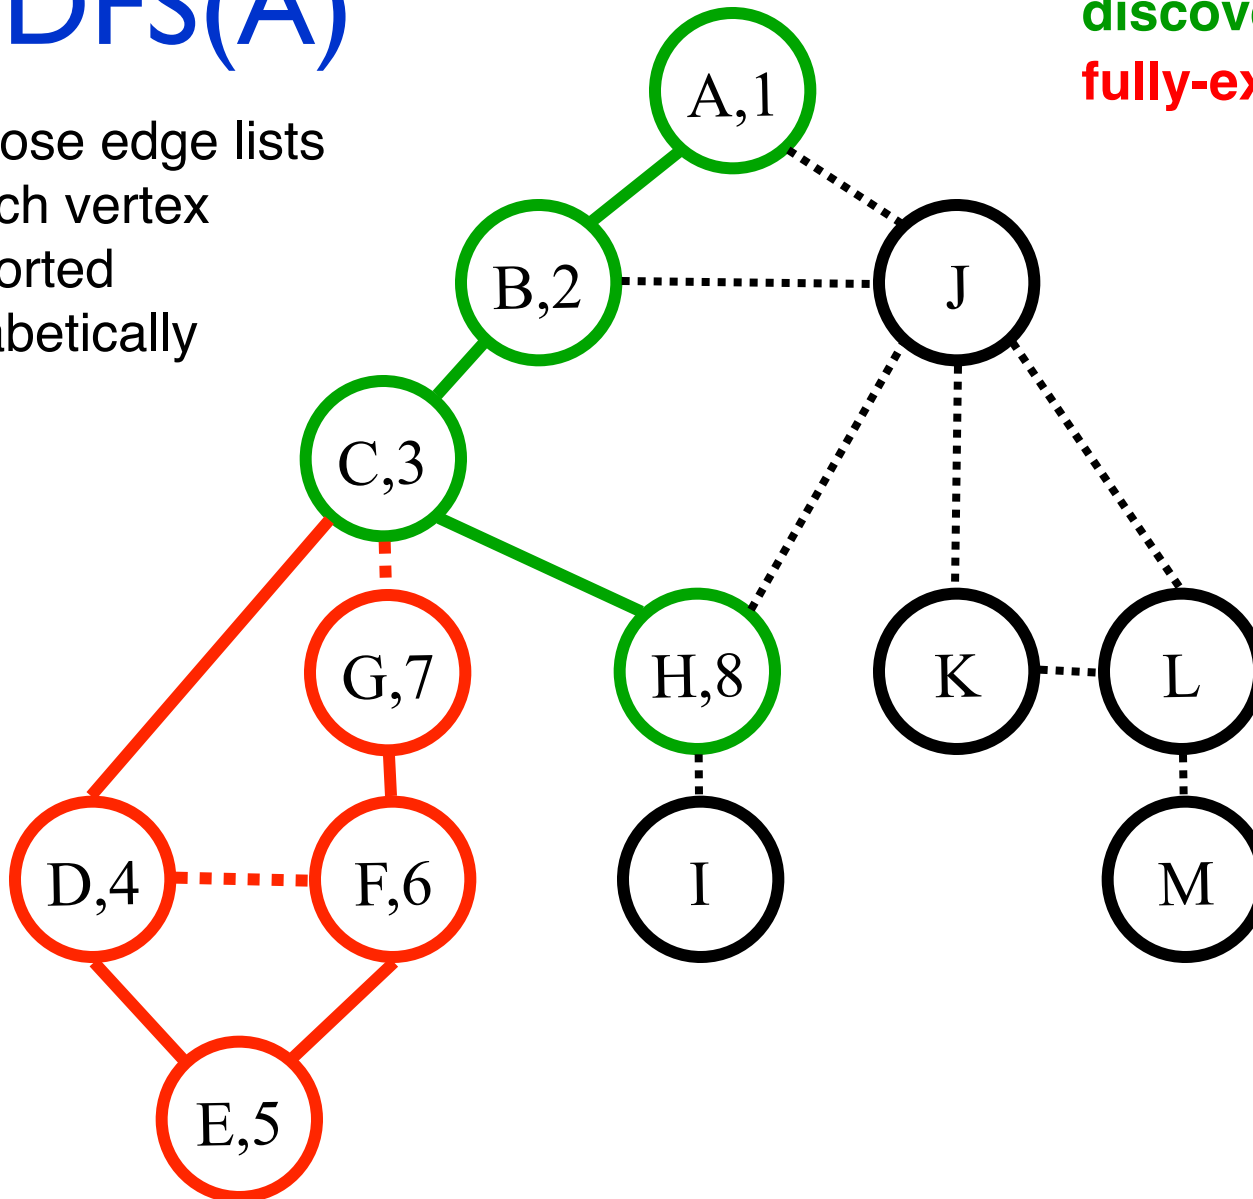 DFS(A)
discove
fully-ex
ose edge lists
ch vertex
orted
abetically
A,1
B,2
J
C,3
G,7
H,8
K
L
D,4
F,6
I
M
E,5